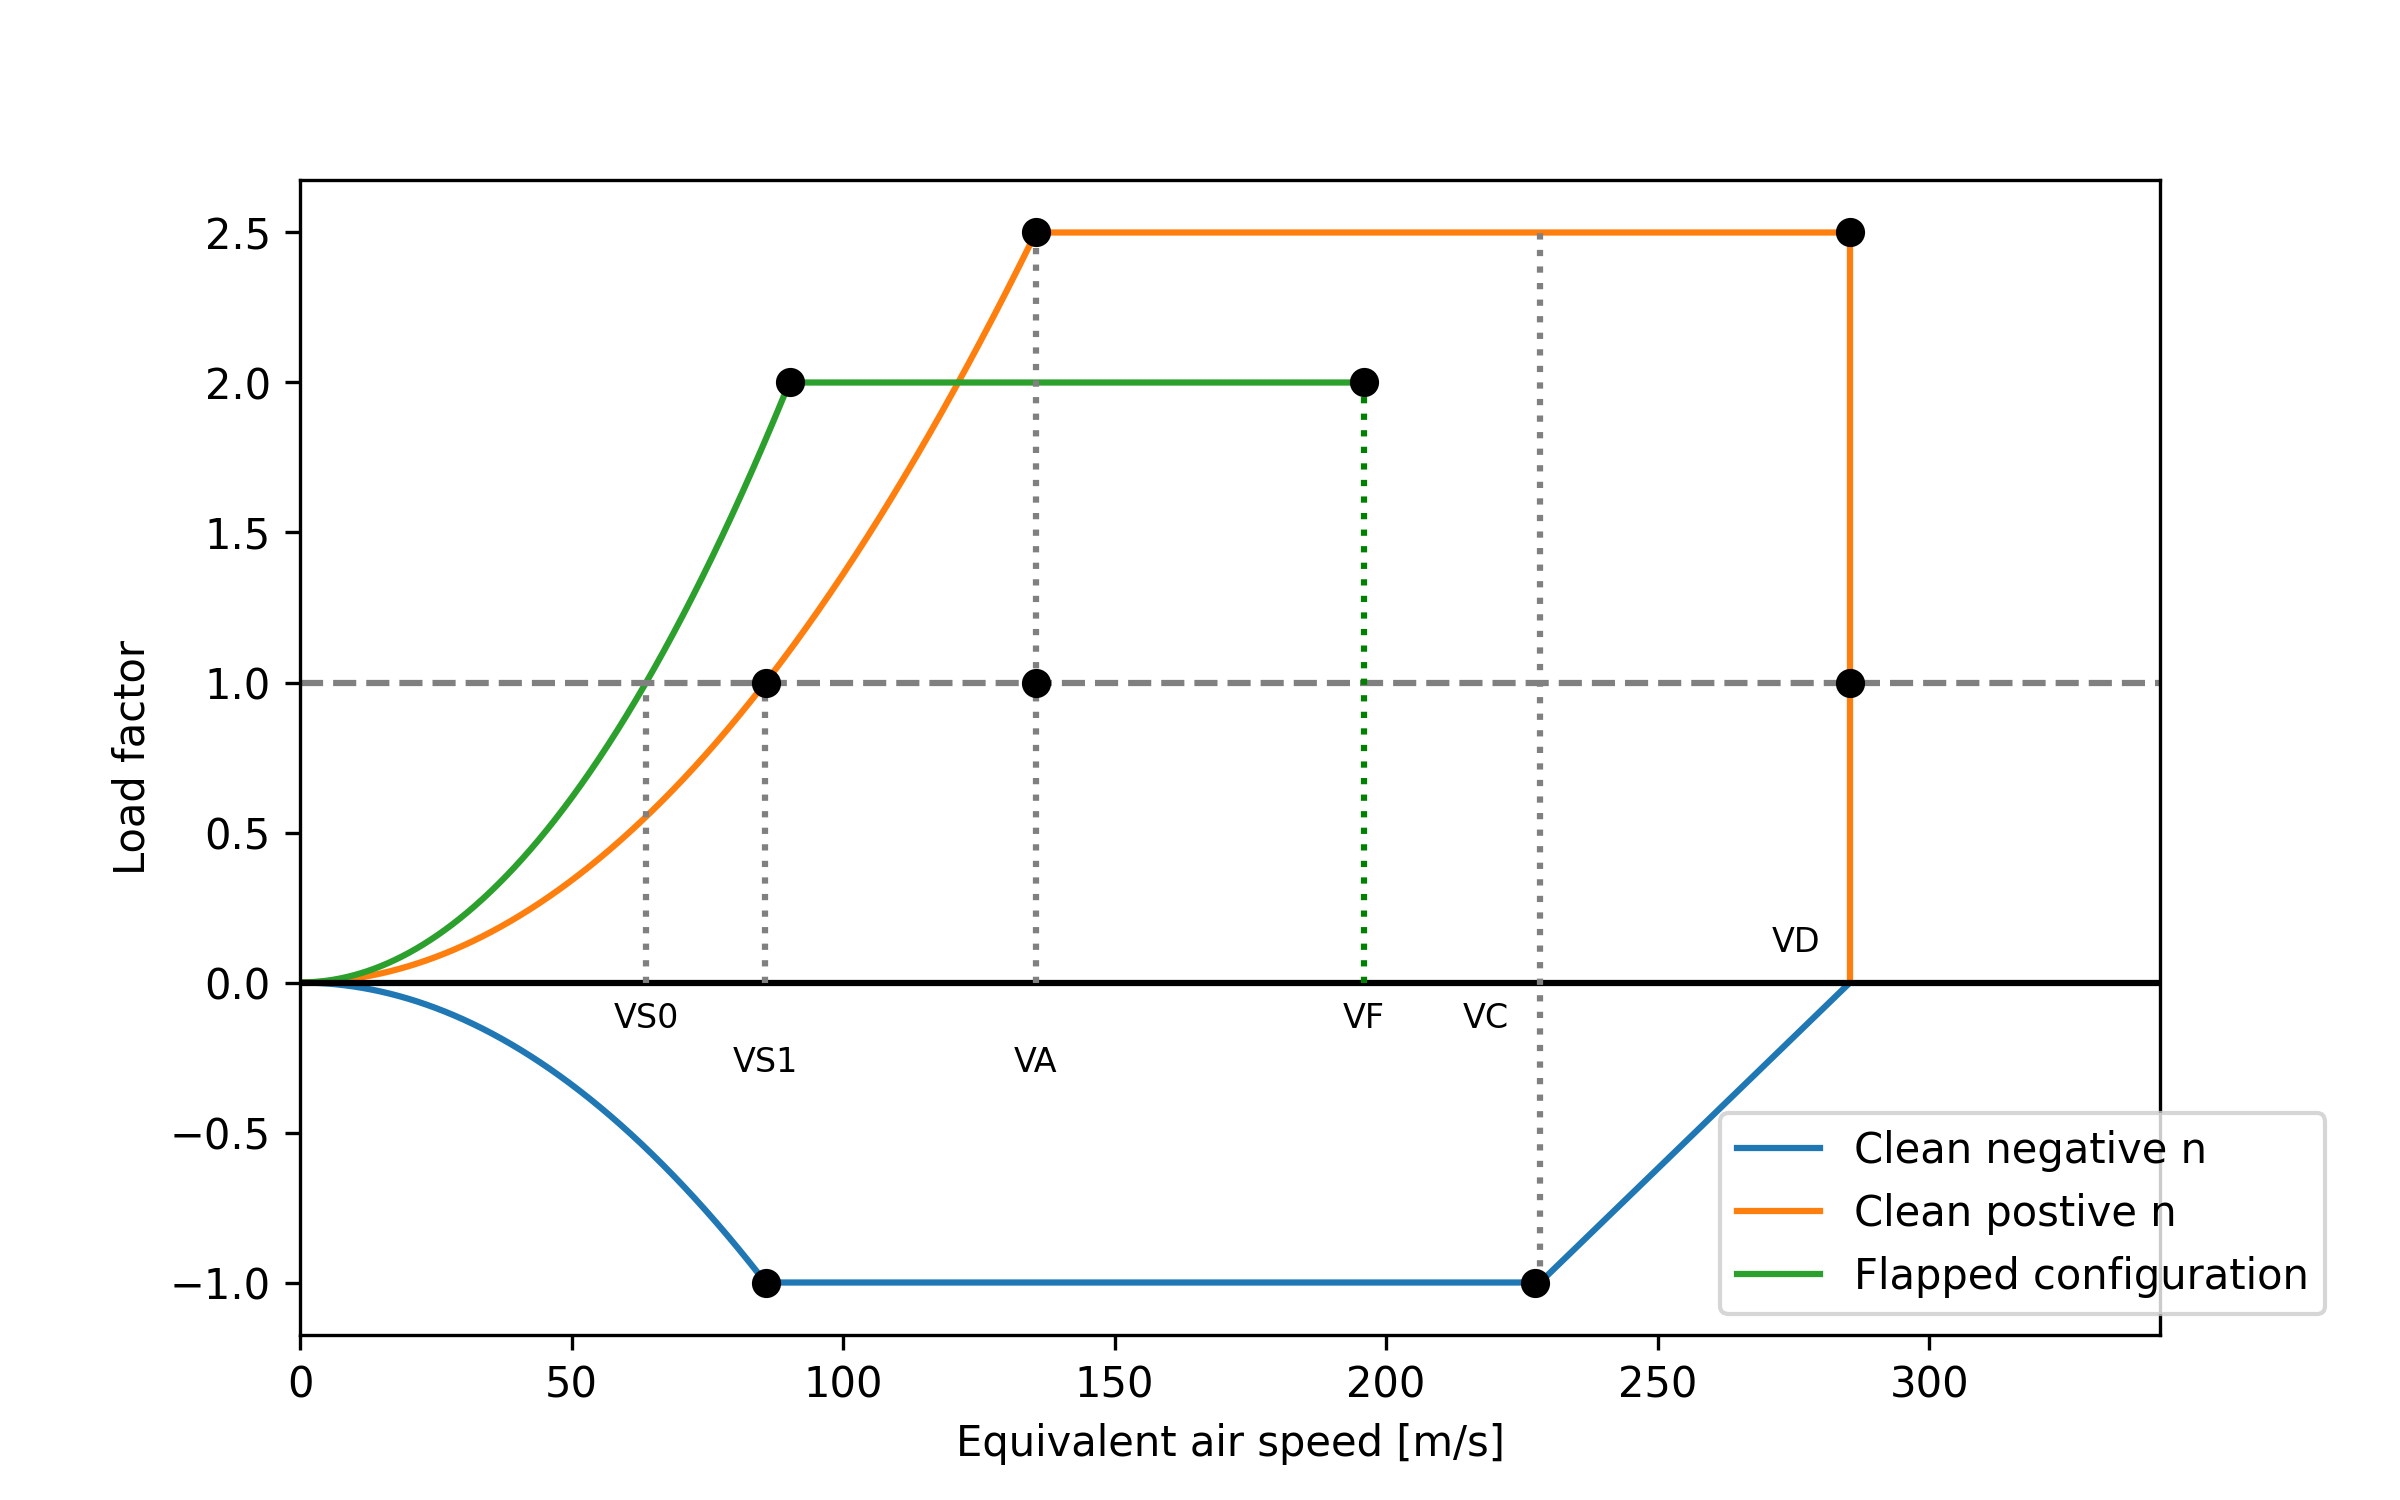 2.5
2.0
1.5
1.0
0.5
0.0
−0.5
−1.0
Load factor
VD
VS0
VF
VC
VS1
VA
Clean negative n
Clean postive n
Flapped configuration
0
50
100
150
200
250
300
Equivalent air speed [m/s]